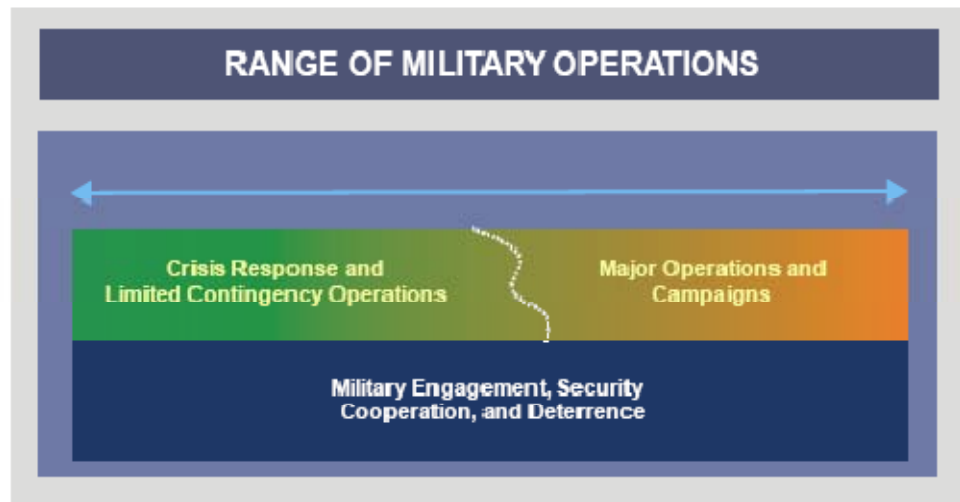 RANGE OF MILITARY OPERATIONS
Crisis Response and
Limited Contingency Operations
Major Operations and
Campaigns
Military Engagement, Security
Cooperation, and Deterrence